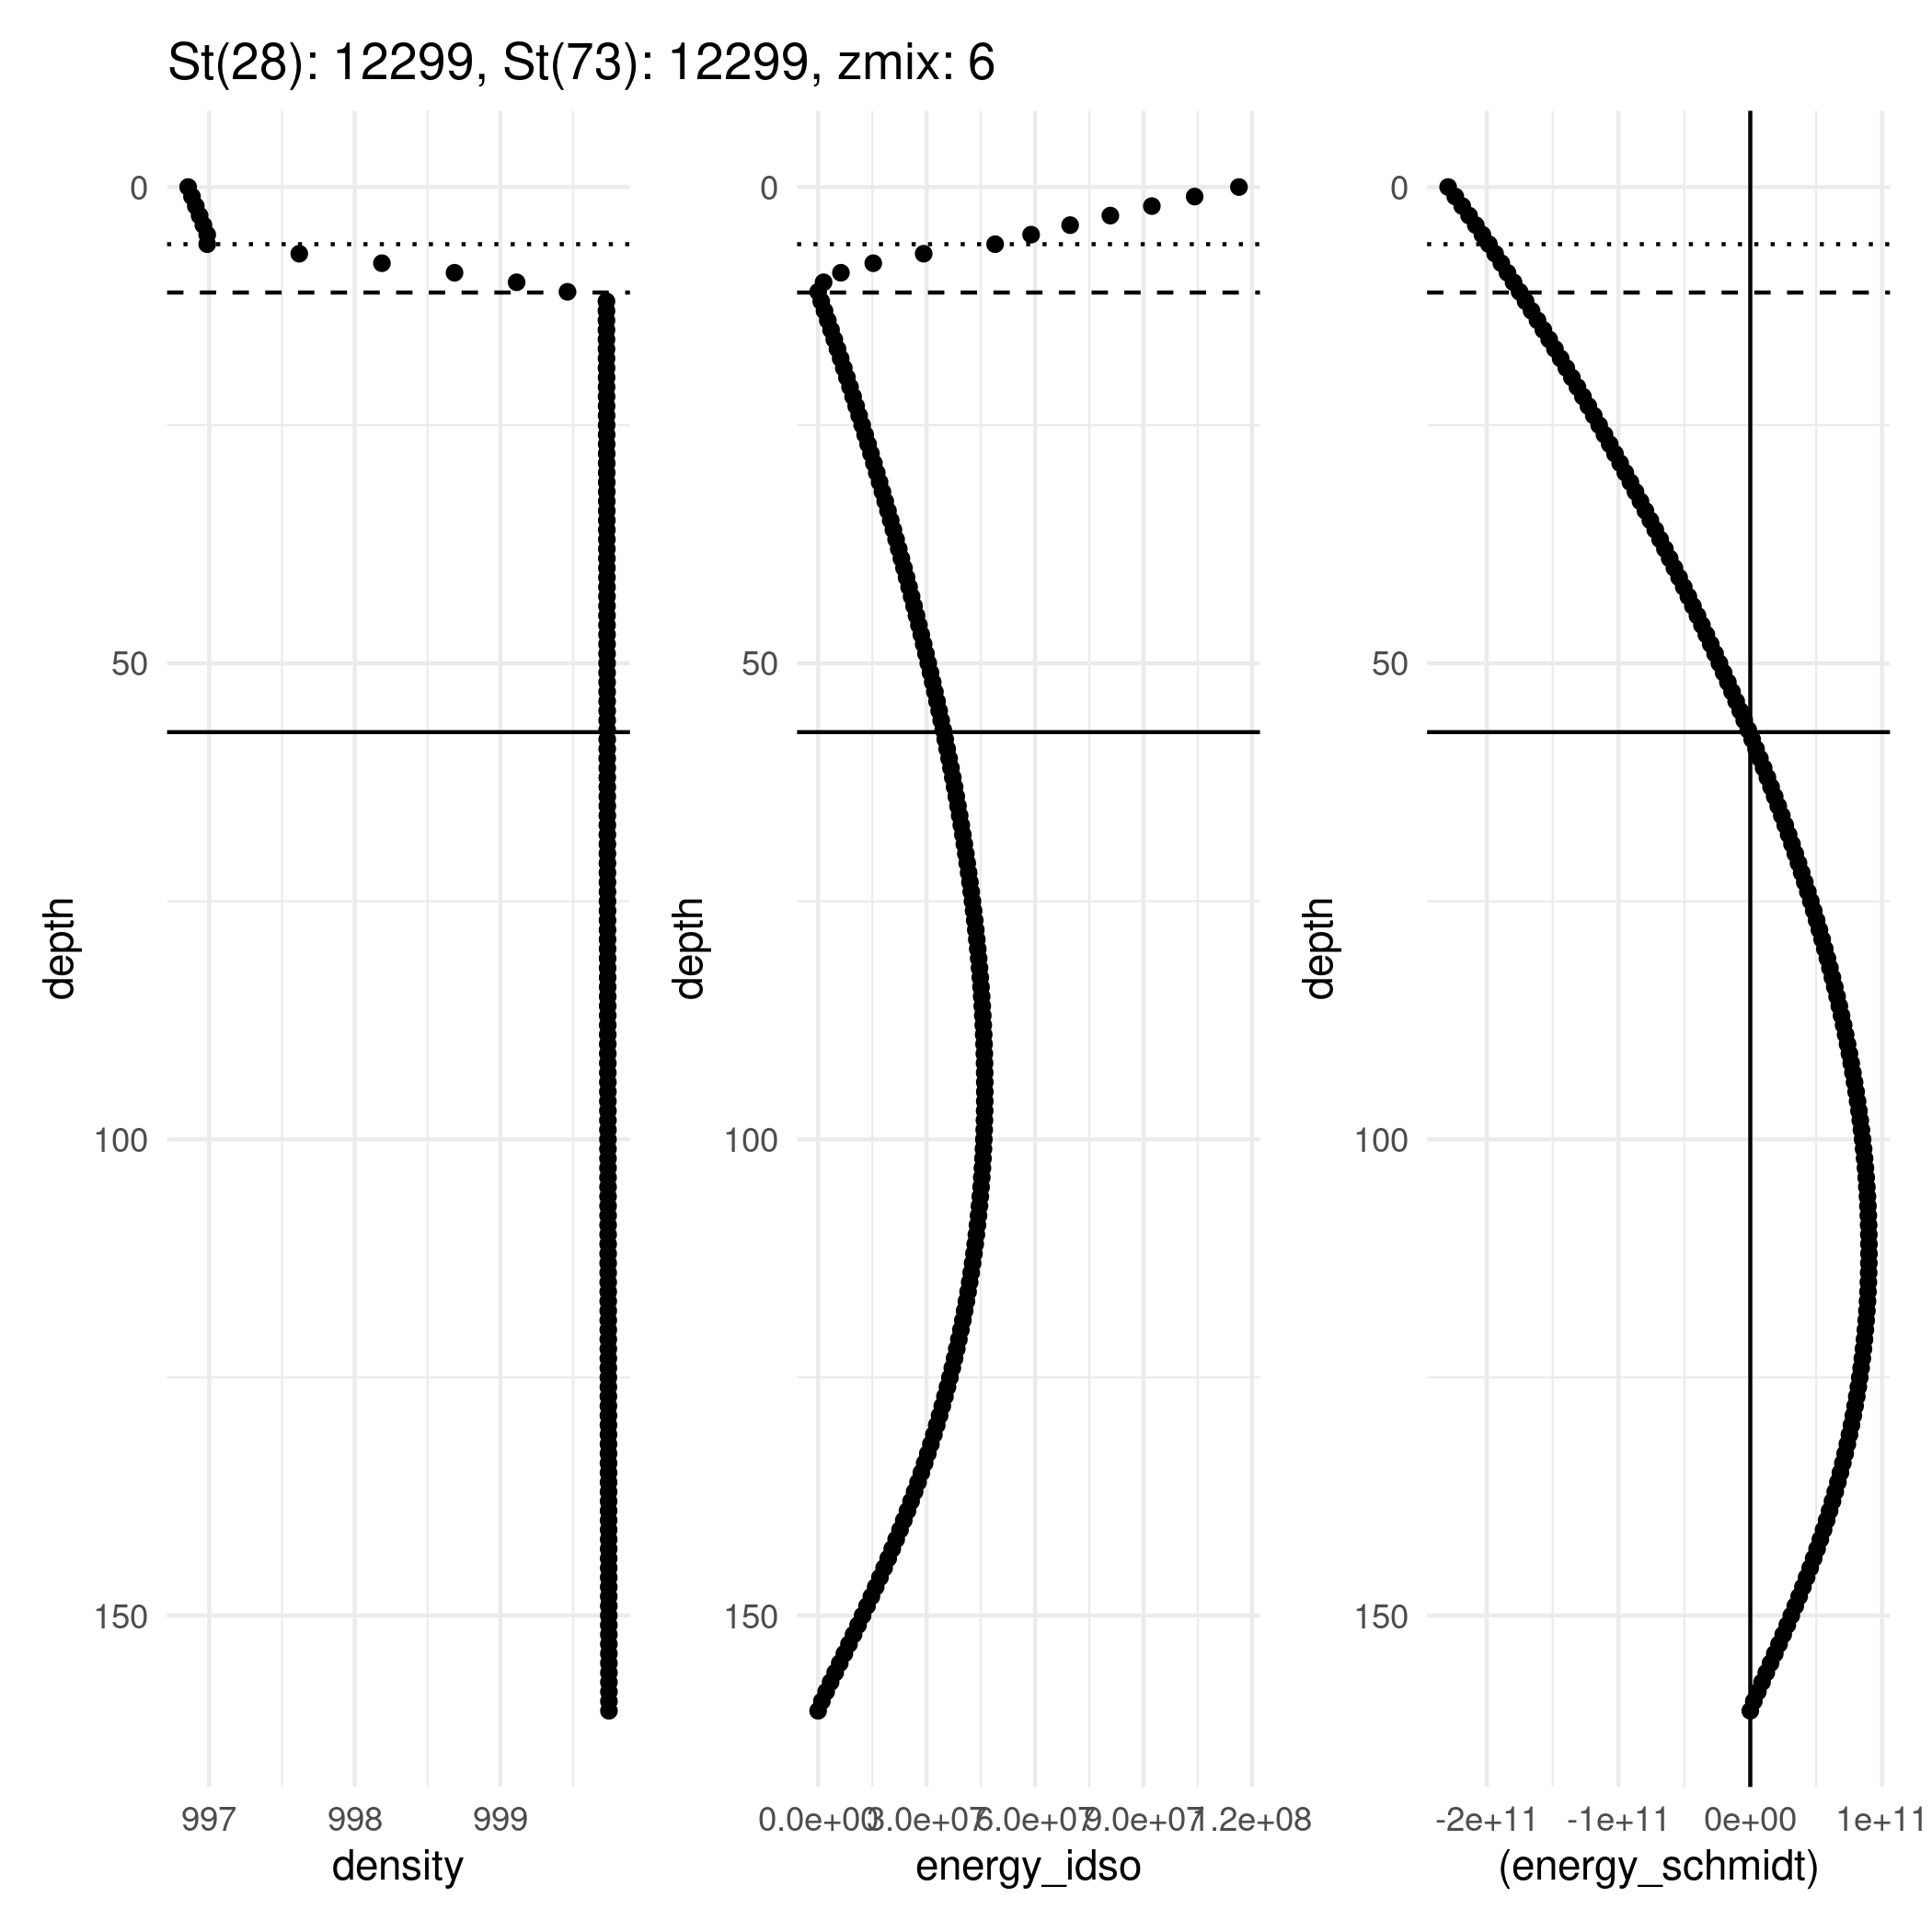 St(28): 12299, St(73): 12299, zmix: 6
0
50
100
150
depth
997 998 999
density
0
50
100
150
depth
0.0e+00 3.0e+07 6.0e+07 9.0e+07 1.2e+08
energy_idso
0
50
100
150
depth
-2e+11 -1e+11 0e+00 1e+11
(energy_schmidt)